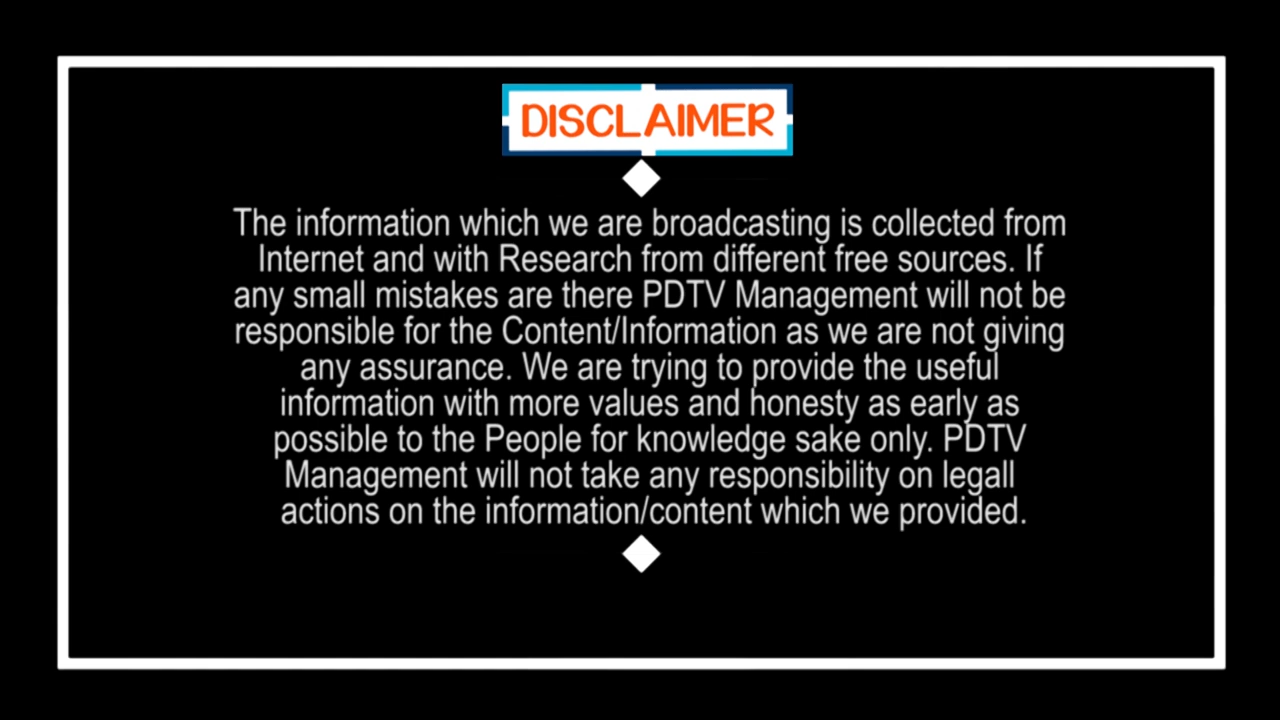 DISCLAIMER
The information which we are broadcasting is collected from
Internet and with Research from different free sources. If
any small mistakes are there PDTV Management will not be
responsible for the Content/Information as we are not giving
any assurance. We are trying to provide the useful
information with more values and honesty as early as
possible to the People for knowledge sake only. PDTV
Management will not take any responsibility on legall
actions on the information/content which we provided.